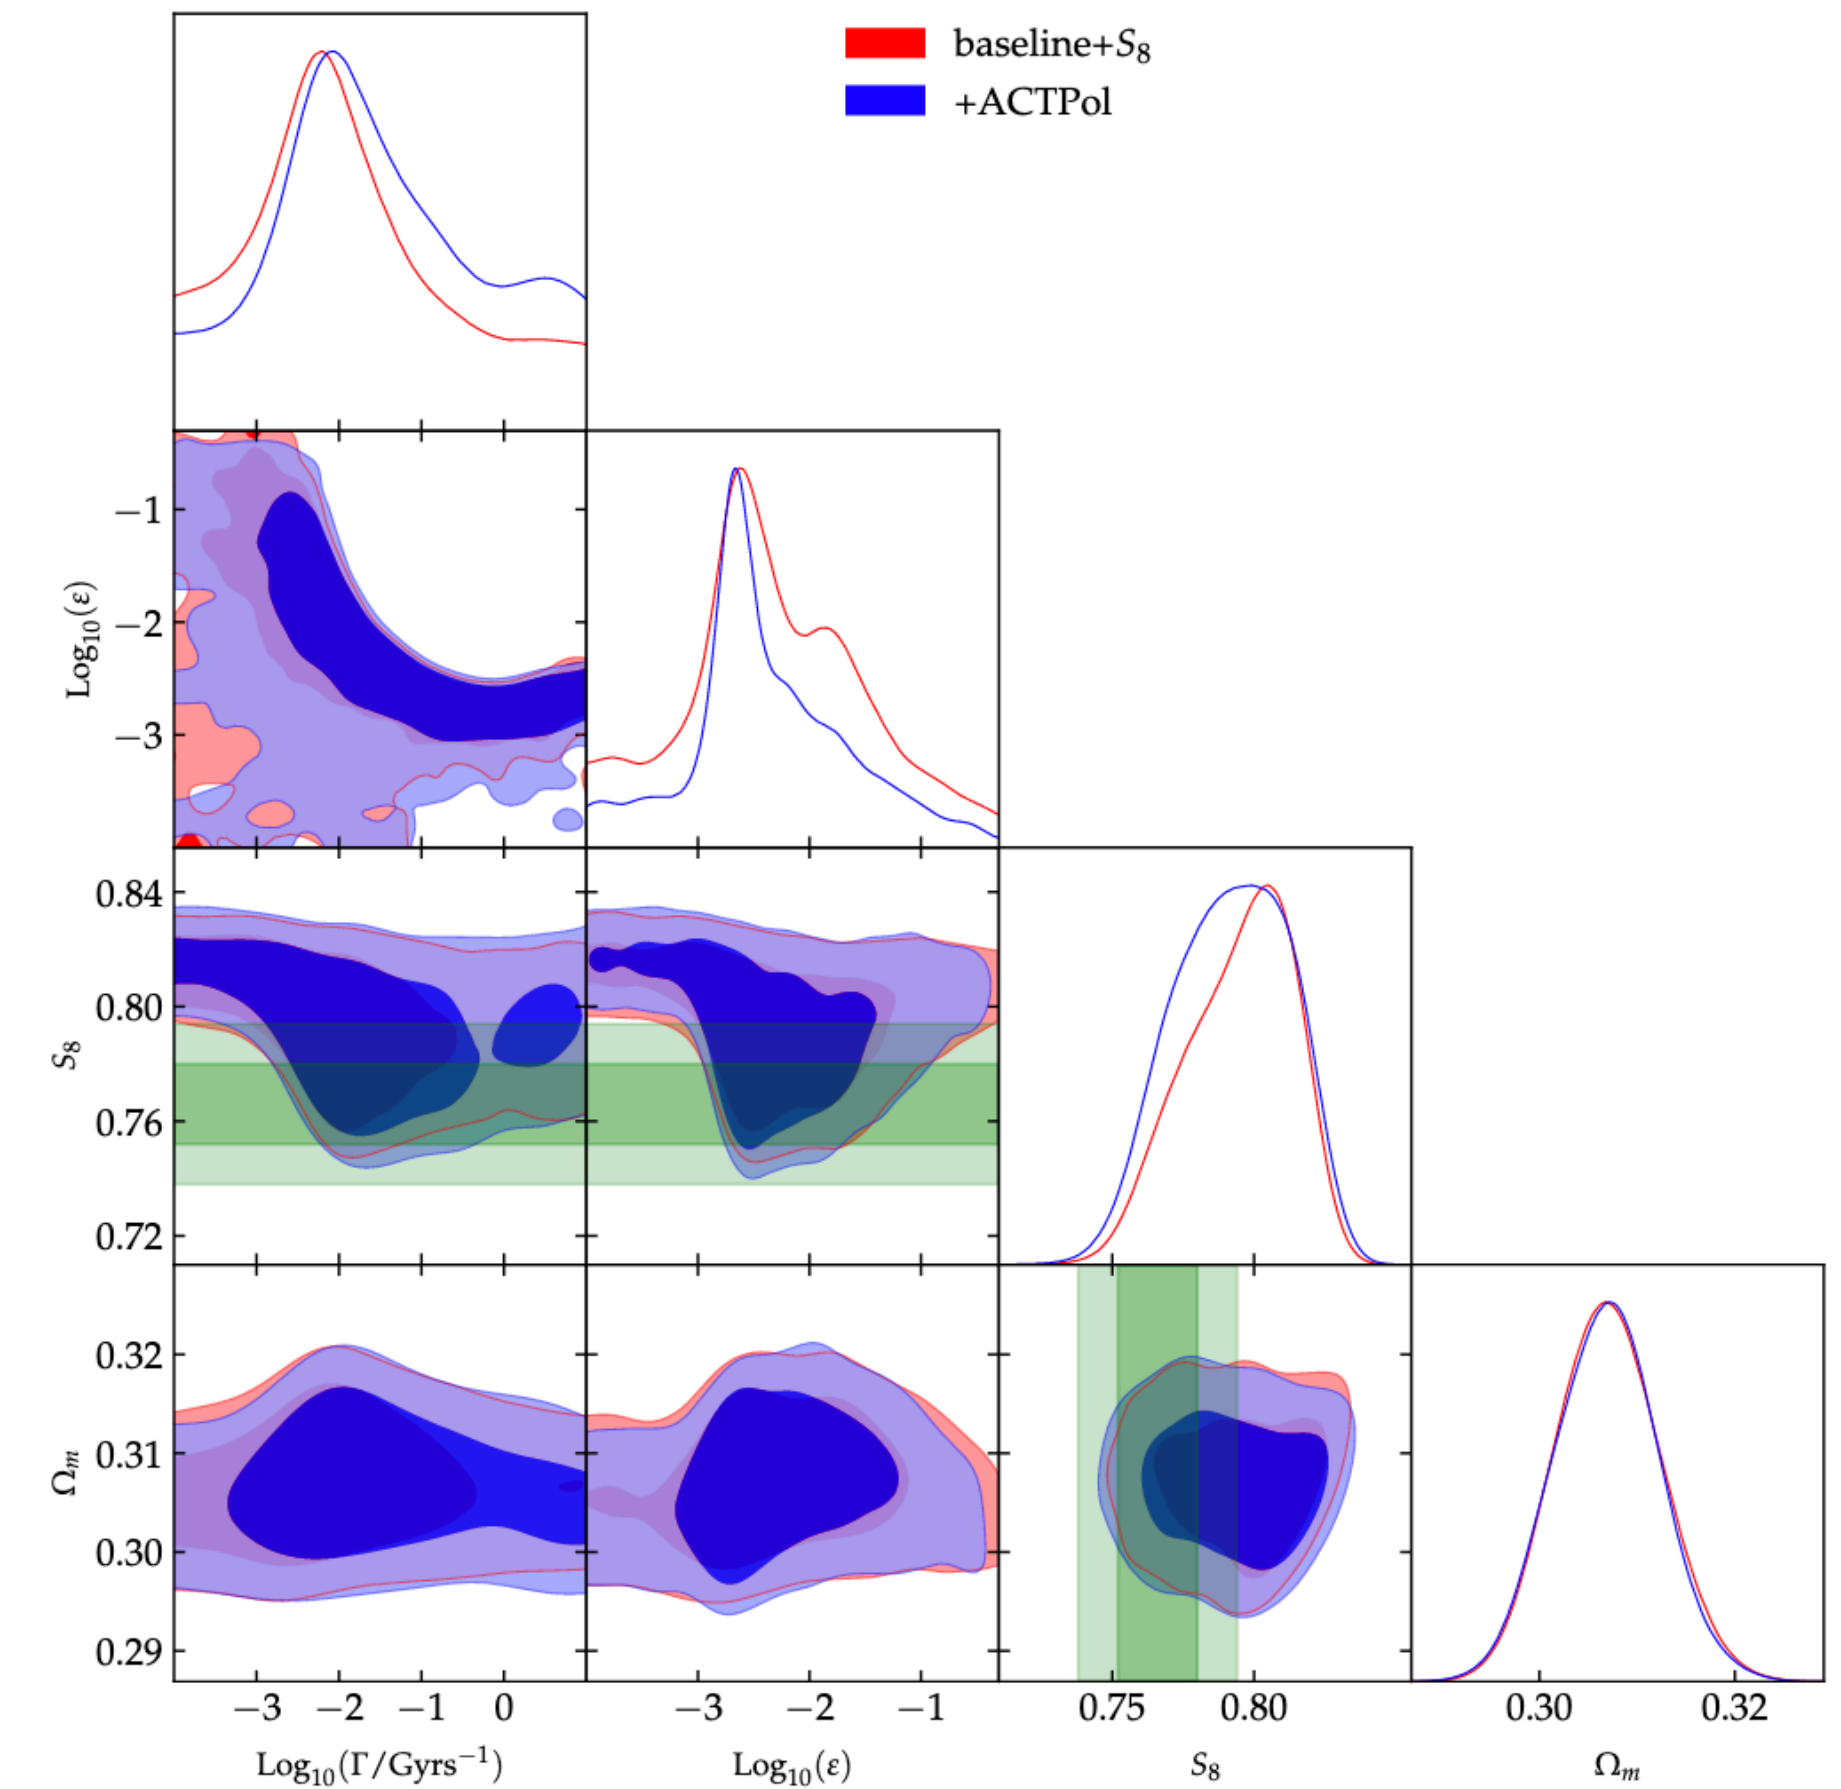 baseline+S₈
+ACTPol
Log₁₀(ε)
−1
−2
−3
S₈
0.84
0.80
0.76
0.72
Ωₘ
0.32
0.31
0.30
0.29
−3 −2 −1 0
−3 −2 −1
0.75 0.80
0.30 0.32
Log₁₀(Γ/Gyrs⁻¹)
Log₁₀(ε)
S₈
Ωₘ